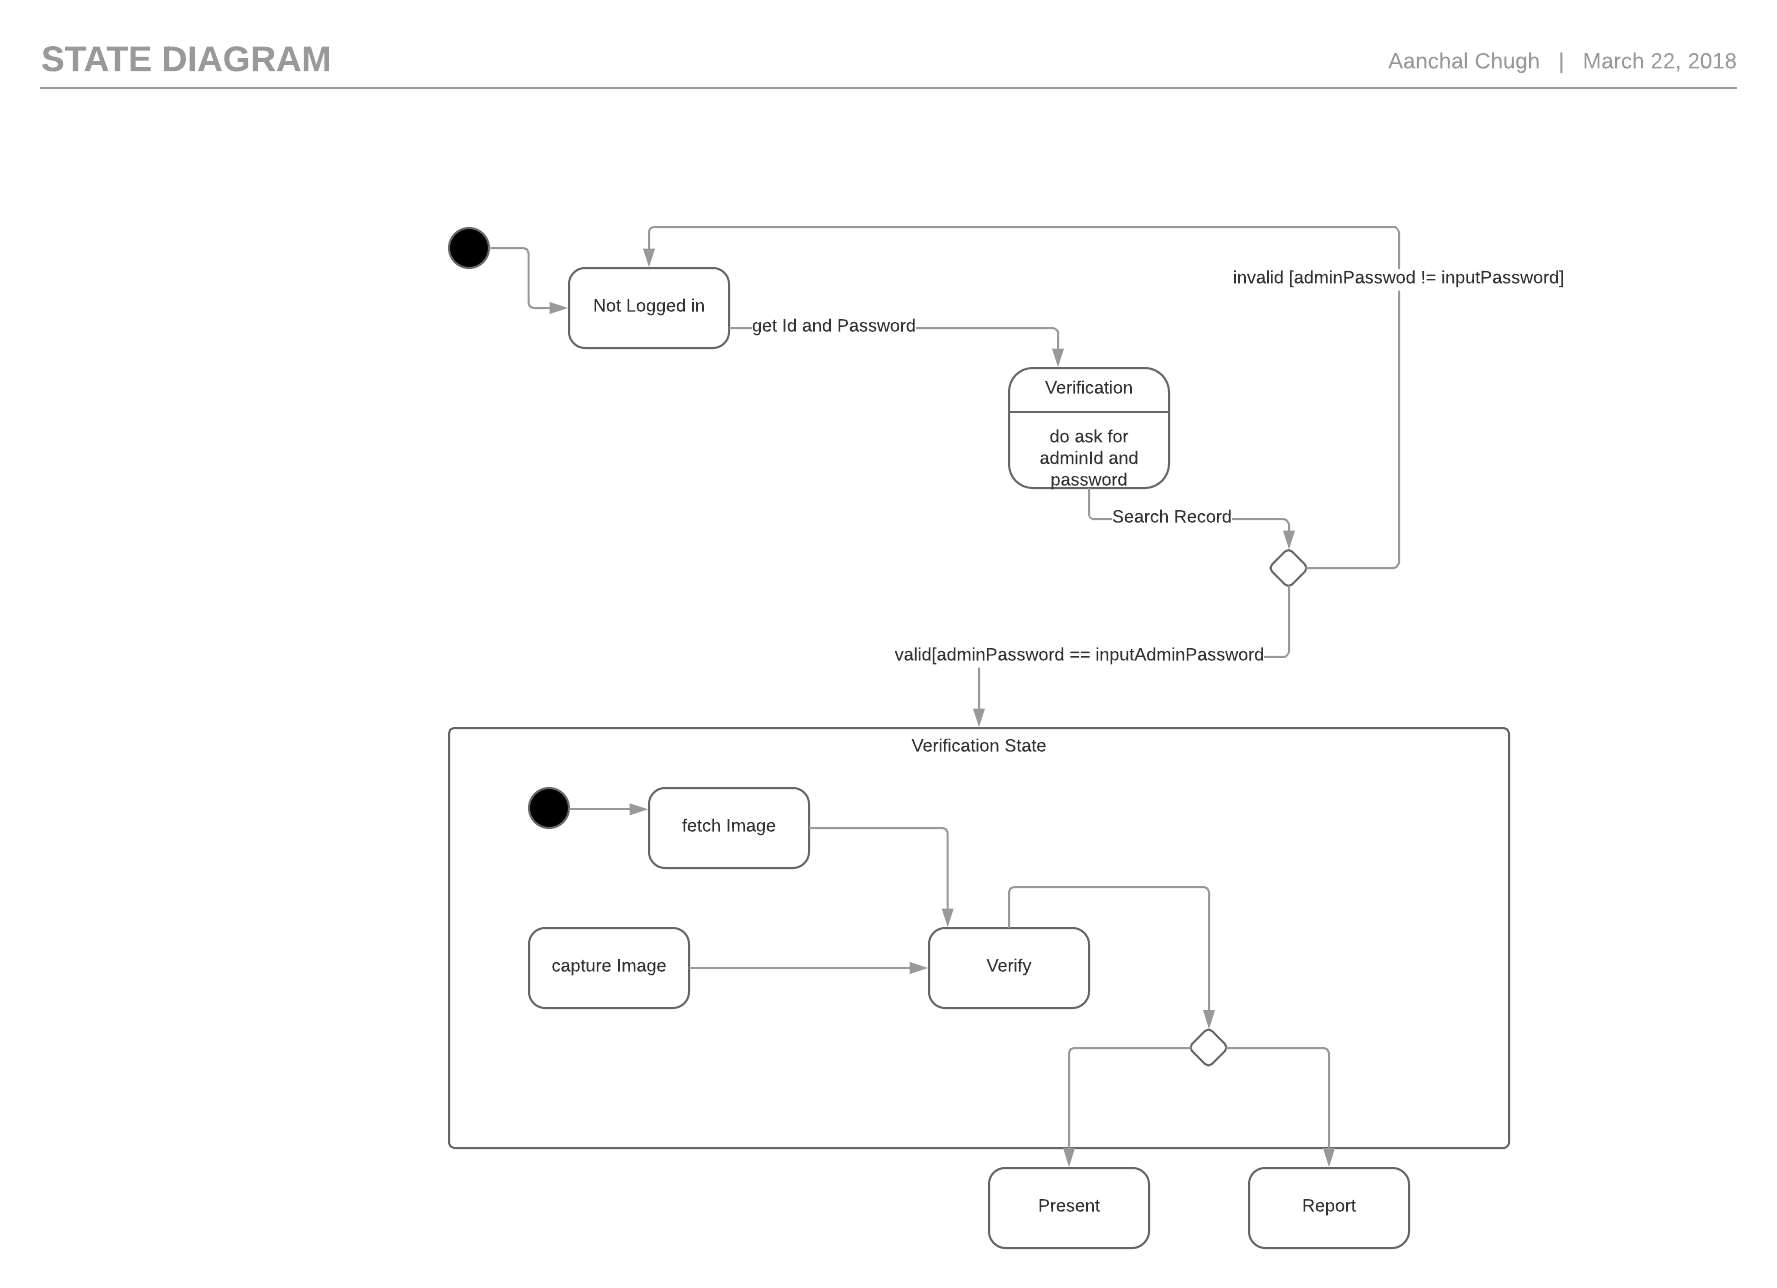 STATE DIAGRAM
Aanchal Chugh | March 22, 2018
invalid [adminPasswod != inputPassword]
Not Logged in
get Id and Password
Verification
do ask for
adminId and
password
Search Record
valid[adminPassword == inputAdminPassword
Verification State
fetch Image
capture Image
Verify
Present
Report